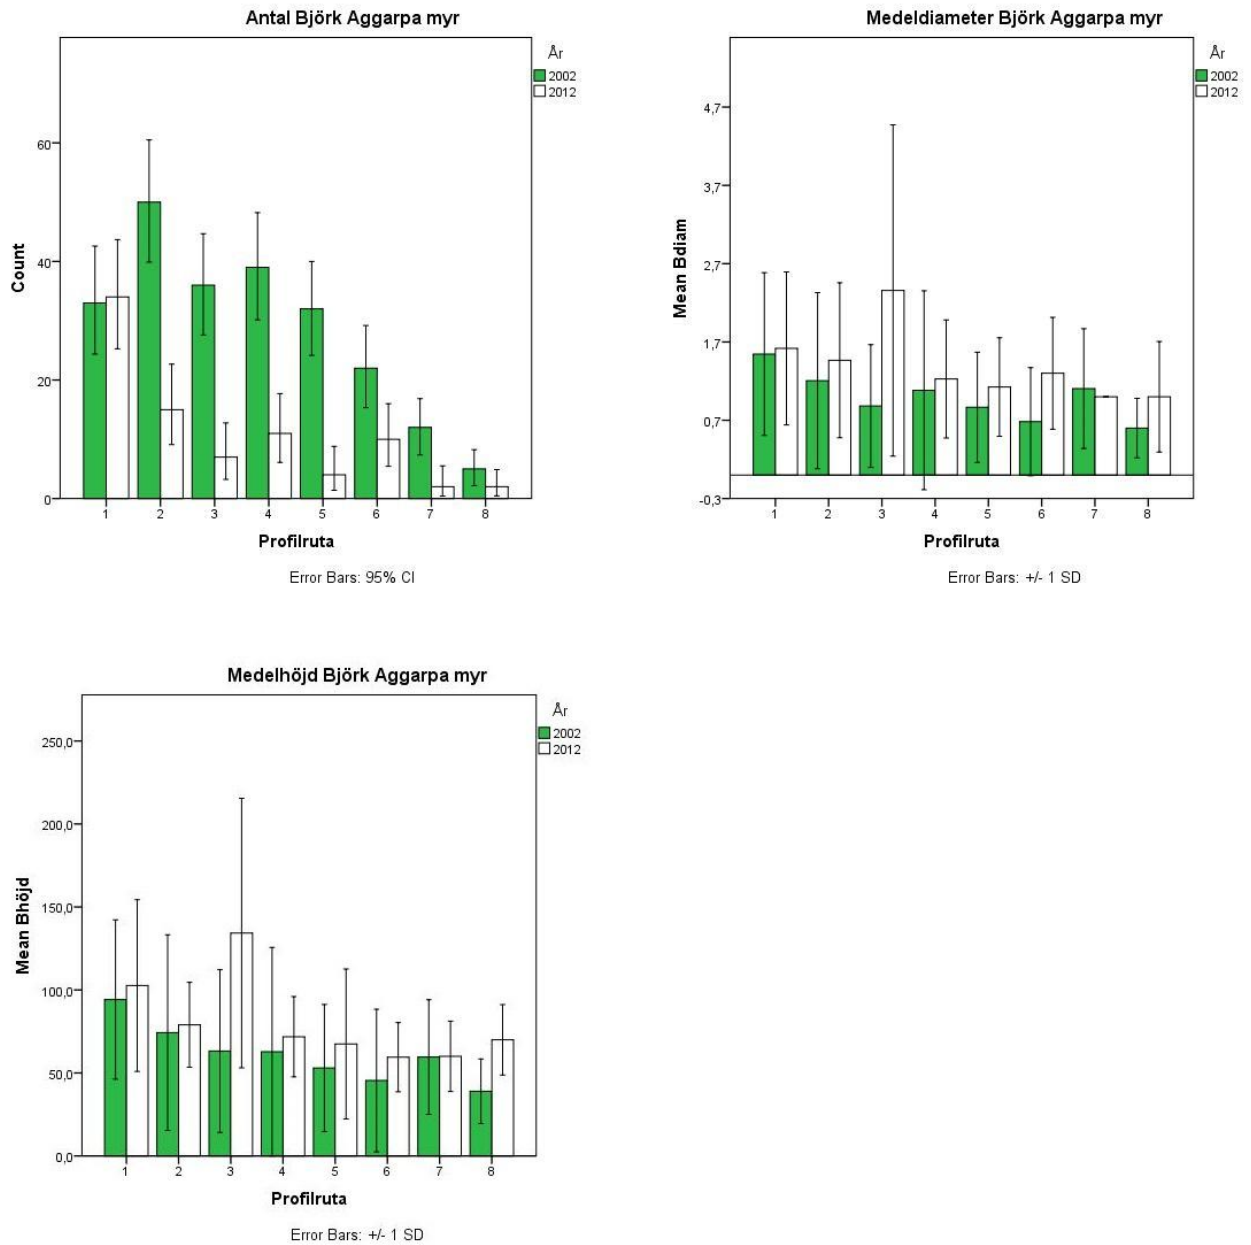 Antal Björk Aggarpa myr
År
2002
2012
Count
60
40
20
0
1 2 3 4 5 6 7 8
Profilruta
Error Bars: 95% CI
Medeldiameter Björk Aggarpa myr
År
2002
2012
Mean Bdiam
4,7
3,7
2,7
1,7
0,7
-0,3
1 2 3 4 5 6 7 8
Profilruta
Error Bars: +/- 1 SD
Medelhöjd Björk Aggarpa myr
År
2002
2012
Mean Bhöjd
250,0
200,0
150,0
100,0
50,0
0,0
1 2 3 4 5 6 7 8
Profilruta
Error Bars: +/- 1 SD